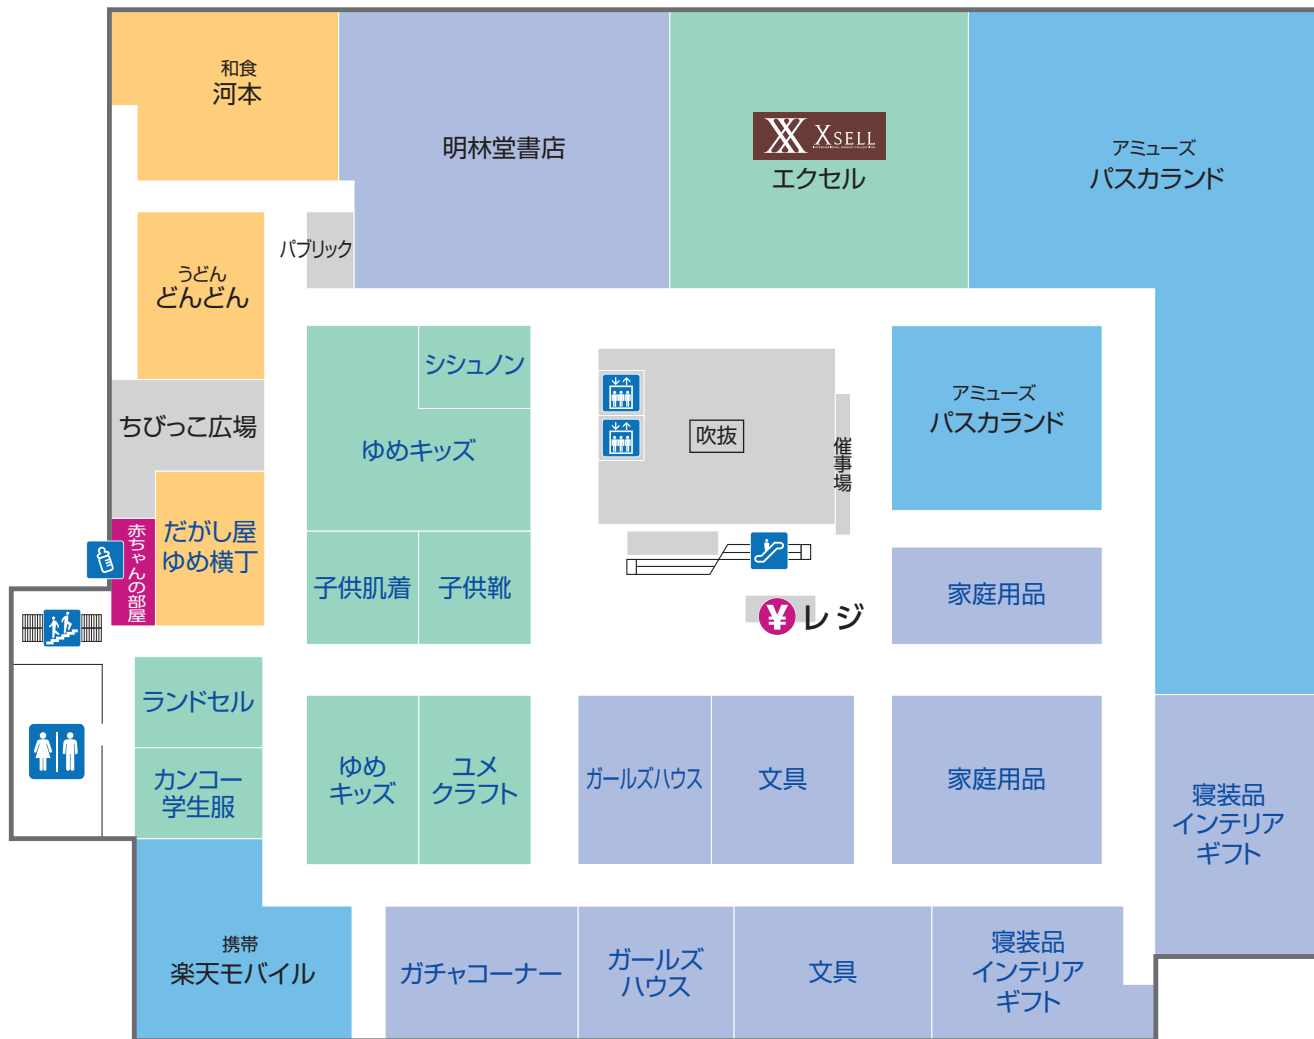 和食
河本
明林堂書店
XSELL
エクセル
アミューズ
パスカランド
パブリック
うどん
どんどん
シシュノン
ちびっこ広場
ゆめキッズ
吹抜
催事場
アミューズ
パスカランド
赤ちゃんの部屋
だがし屋
ゆめ横丁
子供肌着
子供靴
家庭用品
¥レジ
ランドセル
カンコー
学生服
ゆめ
キッズ
ユメ
クラフト
ガールズハウス
文具
家庭用品
寝装品
インテリア
ギフト
携帯
楽天モバイル
ガチャコーナー
ガールズ
ハウス
文具
寝装品
インテリア
ギフト